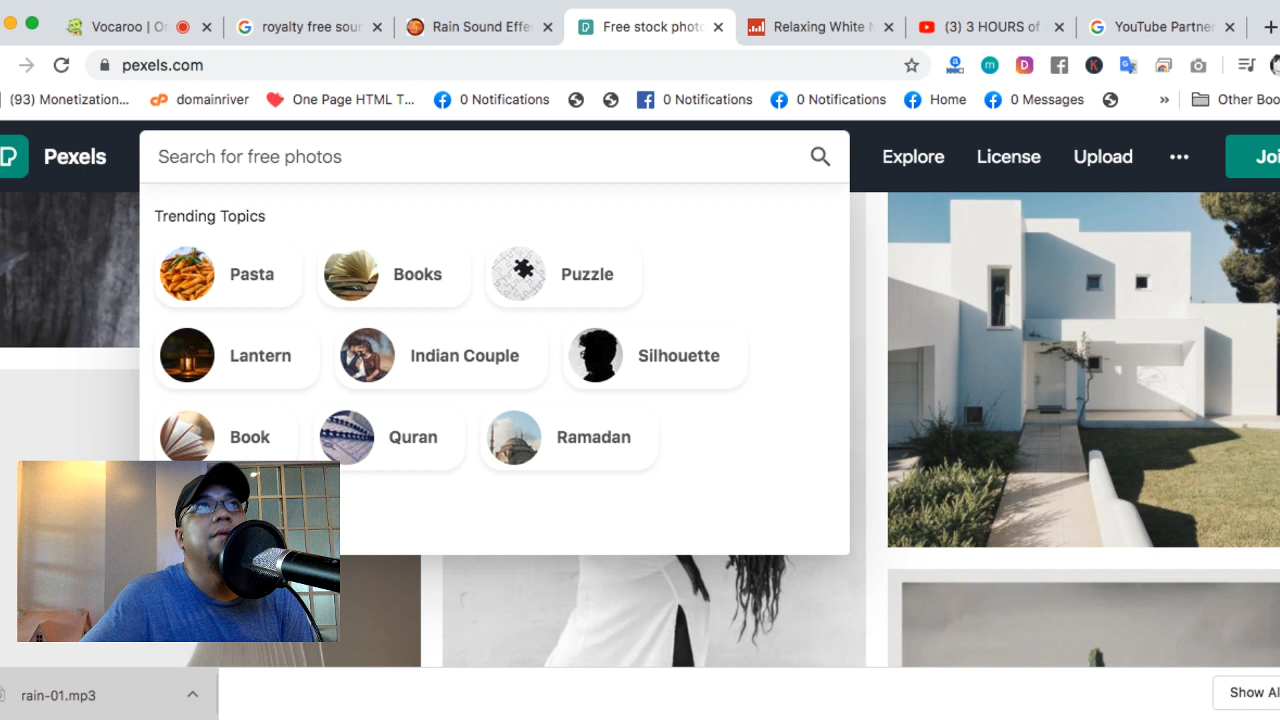 Vocaroo | Or
royalty free sour
Rain Sound Effe
Free stock photo
Relaxing White N
(3) 3 HOURS of
YouTube Partner
pexels.com
(93) Monetization...
domainriver
One Page HTML T...
0 Notifications
0 Notifications
0 Notifications
Home
0 Messages
»
Other Boo
Pexels
Search for free photos
Explore
License
Upload
•••
Joi
Trending Topics
Pasta
Books
Puzzle
Lantern
Indian Couple
Silhouette
Book
Quran
Ramadan
rain-01.mp3
Show Al